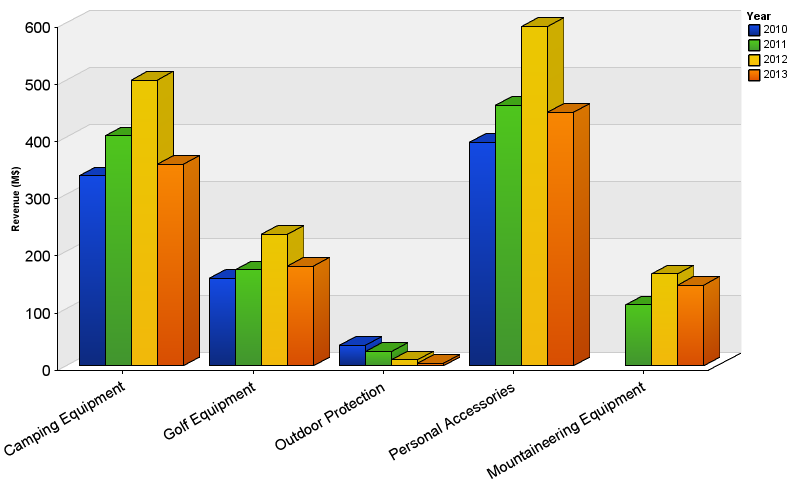 Year
2010
2011
2012
2013
Revenue (M$)
600
500
400
300
200
100
0
Camping Equipment
Golf Equipment
Outdoor Protection
Personal Accessories
Mountaineering Equipment